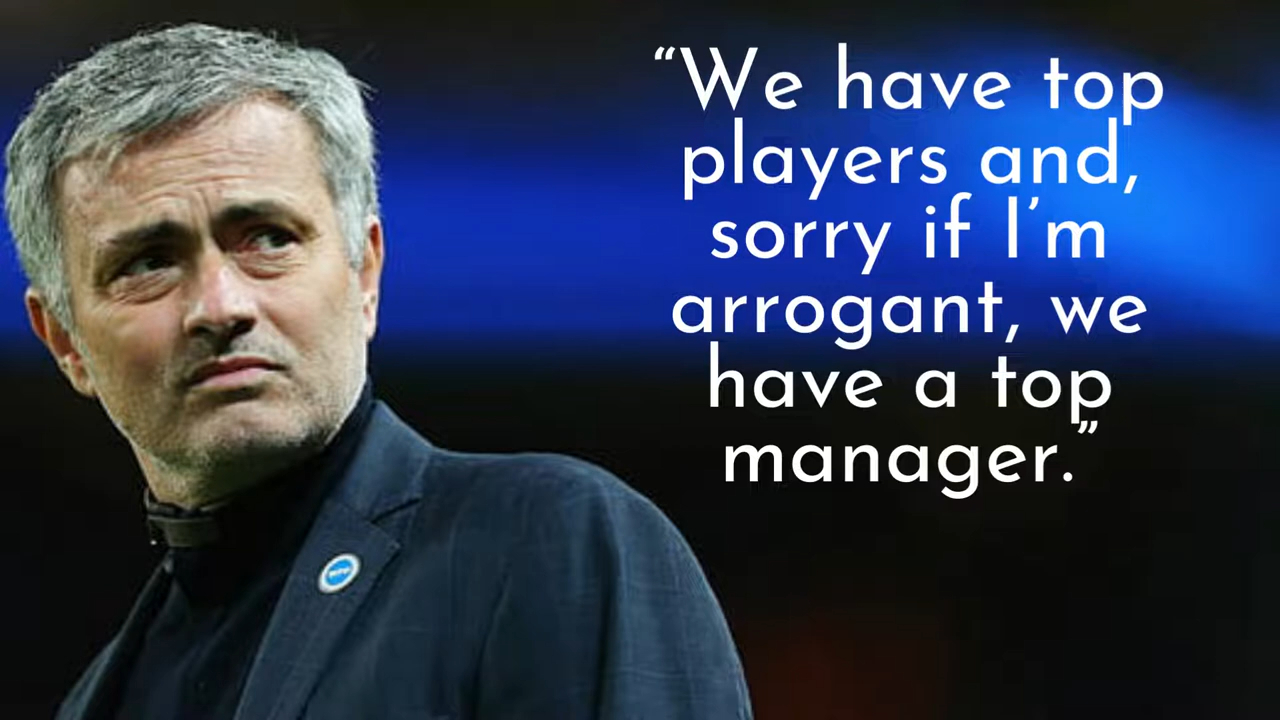 “We have top
players and,
sorry if I’m
arrogant, we
have a top
manager.”